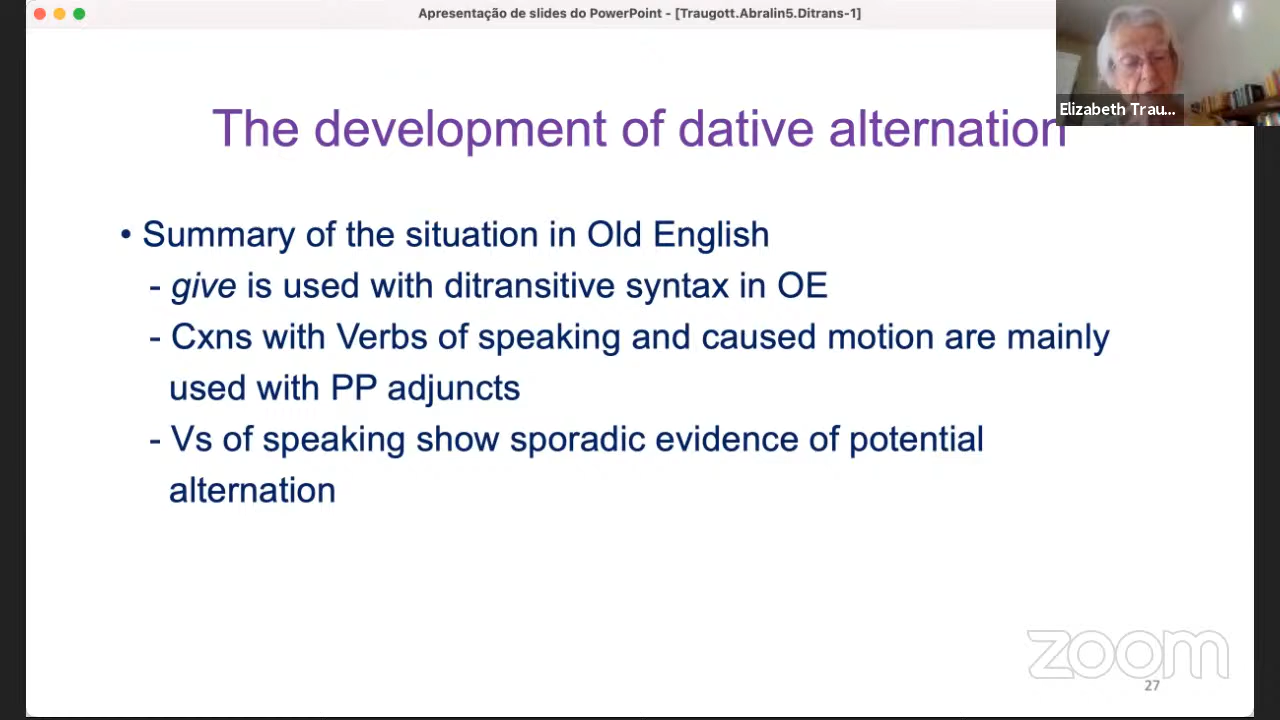 Apresentação de slides do PowerPoint - [Traugott.Abralin5.Ditrans-1]
Elizabeth Trau...
The development of dative alternation
• Summary of the situation in Old English
- give is used with ditransitive syntax in OE
- Cxns with Verbs of speaking and caused motion are mainly
used with PP adjuncts
- Vs of speaking show sporadic evidence of potential
alternation
zoom
27